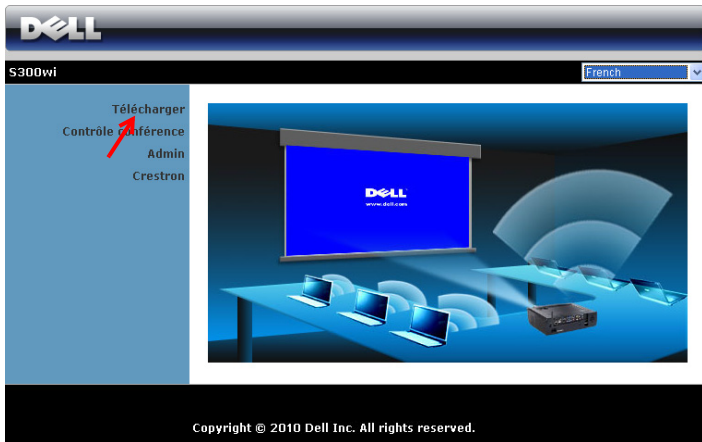 DELL
S300wi
French
Télécharger
Contrôle conférence
Admin
Crestron
DELL
www.dell.com
Copyright © 2010 Dell Inc. All rights reserved.